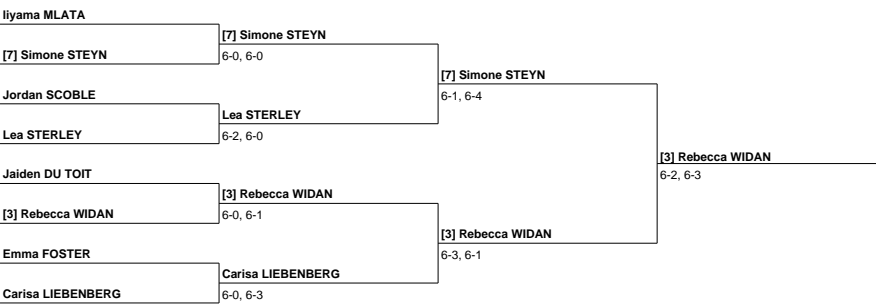 Iiyama MLATA
[7] Simone STEYN
[7] Simone STEYN
6-0, 6-0
[7] Simone STEYN
Jordan SCOBLE
6-1, 6-4
Lea STERLEY
Lea STERLEY
6-2, 6-0
[3] Rebecca WIDAN
Jaiden DU TOIT
6-2, 6-3
[3] Rebecca WIDAN
[3] Rebecca WIDAN
6-0, 6-1
[3] Rebecca WIDAN
Emma FOSTER
6-3, 6-1
Carisa LIEBENBERG
Carisa LIEBENBERG
6-0, 6-3